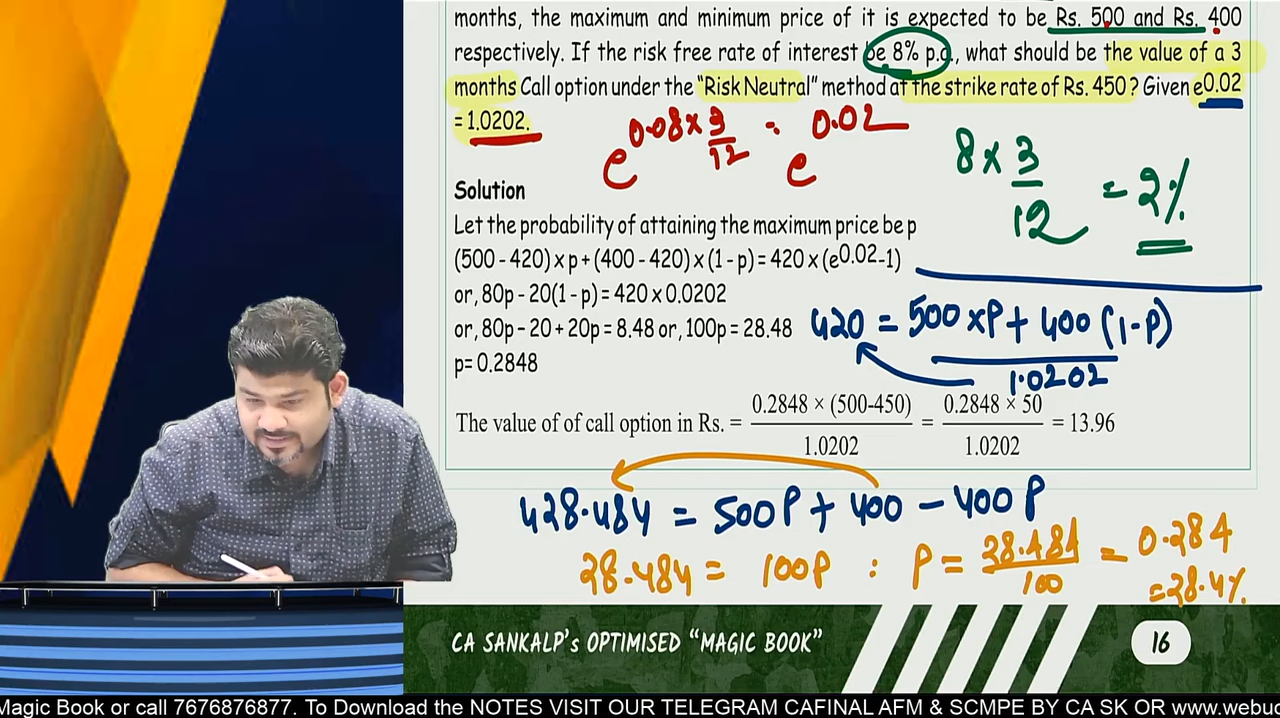 months, the maximum and minimum price of it is expected to be Rs. 500 and Rs. 400
respectively. If the risk free rate of interest be 8% p.a., what should be the value of a 3
months Call option under the "Risk Neutral" method at the strike rate of Rs. 450? Given e0.02
= 1.0202.
e^0.08×3/12 = e^0.02
8 × 3/12 = 2%
Solution
Let the probability of attaining the maximum price be p
(500 - 420) x p + (400 - 420) x (1 - p) = 420 x (e0.02-1)
or, 80p - 20(1 - p) = 420 x 0.0202
or, 80p - 20 + 20p = 8.48 or, 100p = 28.48
p= 0.2848
420 = 500 xP + 400 (1-P)
1.0202
The value of of call option in Rs. = 0.2848 × (500-450) / 1.0202 = 0.2848 × 50 / 1.0202 = 13.96
428.484 = 500P + 400 - 400P
28.484 = 100P : P = 28.484/100 = 0.284
=28.4%
CA SANKALP's OPTIMISED "MAGIC BOOK"
16
Magic Book or call 7676876877. To Download the NOTES VISIT OUR TELEGRAM CAFINAL AFM & SCMPE BY CA SK OR www.